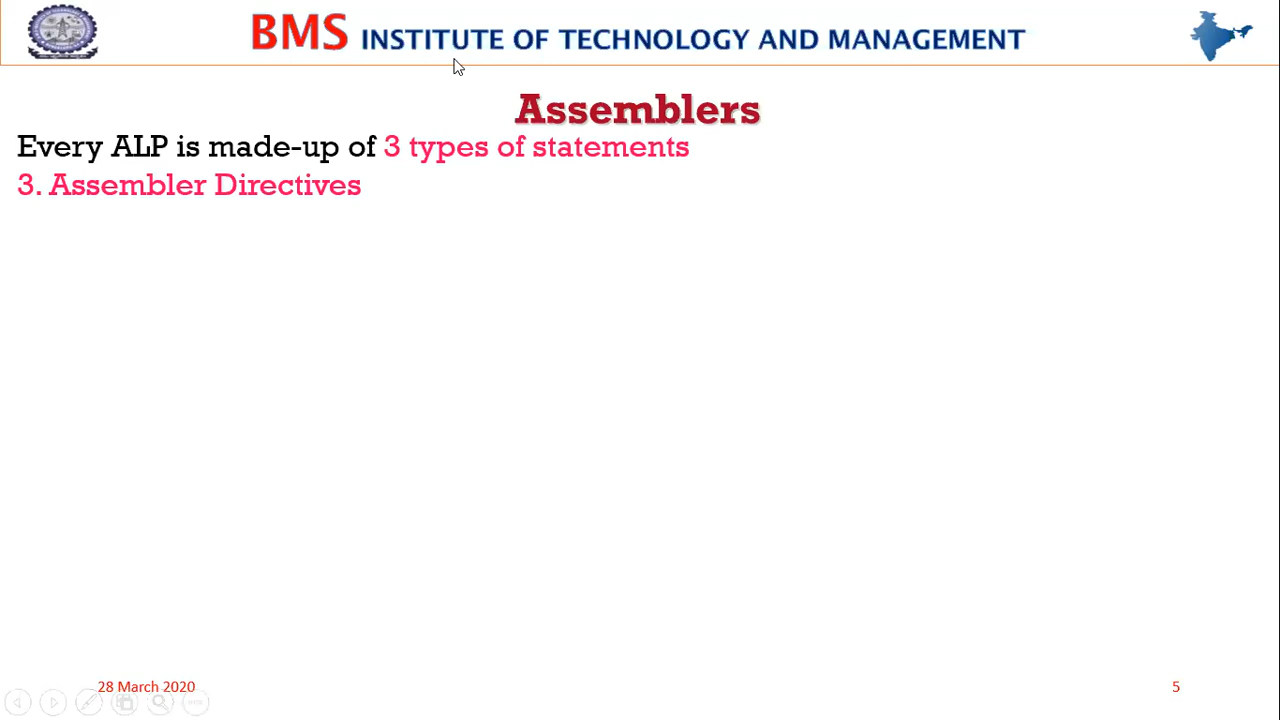 BMS INSTITUTE OF TECHNOLOGY AND MANAGEMENT
Assemblers
Every ALP is made-up of 3 types of statements
3. Assembler Directives
28 March 2020
5